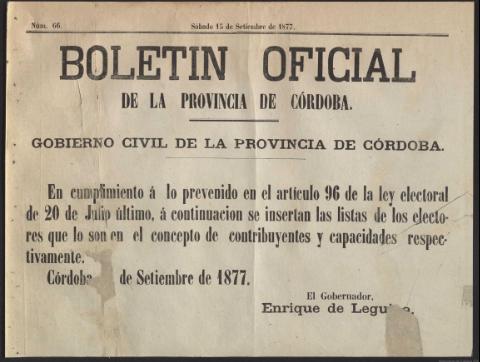 Núm. 66. Sábado 15 de Setiembre de 1877.
BOLETIN OFICIAL
DE LA PROVINCIA DE CÓRDOBA.
GOBIERNO CIVIL DE LA PROVINCIA DE CÓRDOBA.
En cumplimiento á lo prevenido en el artículo 96 de la ley electoral
de 20 de Julio último, á continuacion se insertan las listas de los electo-
res que lo son en el concepto de contribuyentes y capacidades respec-
tivamente.
Córdoba de Setiembre de 1877.
El Gobernador,
Enrique de